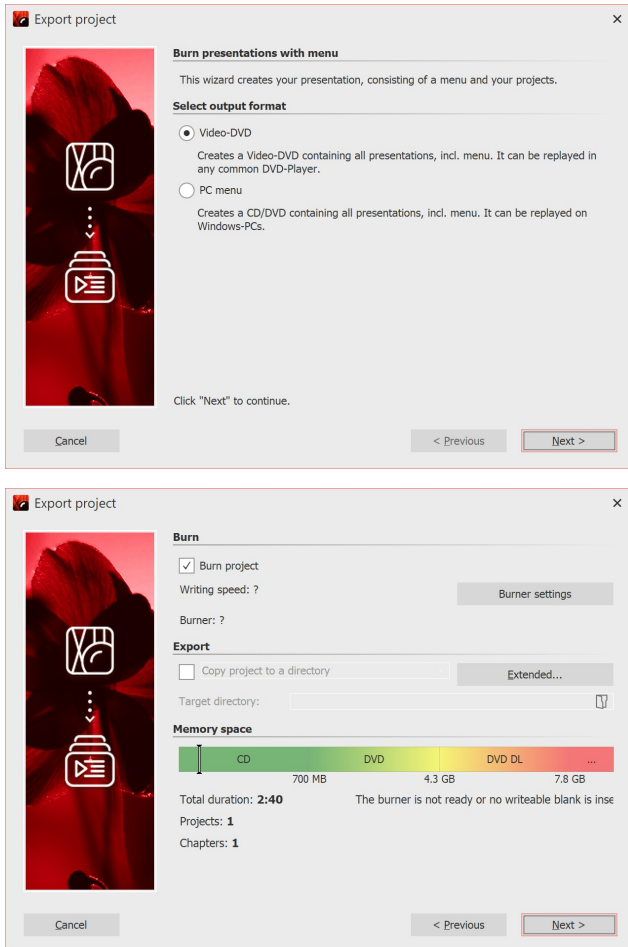 Export project
Burn presentations with menu
This wizard creates your presentation, consisting of a menu and your projects.
Select output format
Video-DVD
Creates a Video-DVD containing all presentations, incl. menu. It can be replayed in
any common DVD-Player.
PC menu
Creates a CD/DVD containing all presentations, incl. menu. It can be replayed on
Windows-PCs.
Click "Next" to continue.
Cancel
< Previous
Next >
Export project
Burn
Burn project
Writing speed: ?
Burner settings
Burner: ?
Export
Copy project to a directory
Extended...
Target directory:
Memory space
CD DVD DVD DL ...
700 MB 4.3 GB 7.8 GB
Total duration: 2:40 The burner is not ready or no writeable blank is inse
Projects: 1
Chapters: 1
Cancel
< Previous
Next >